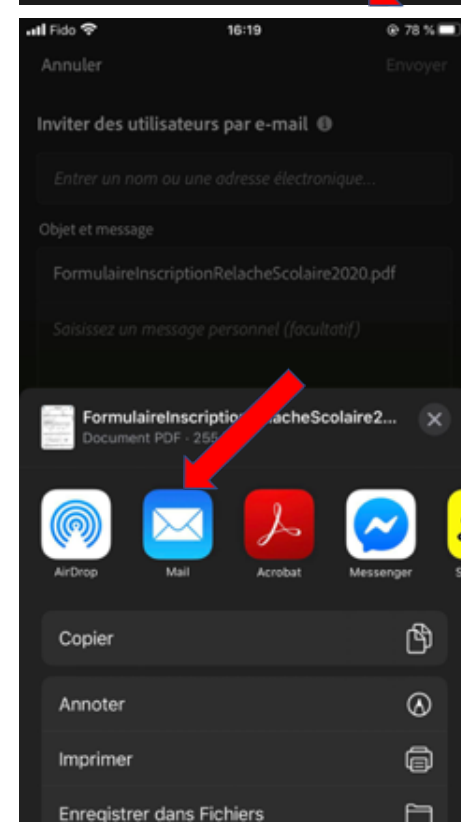 Fido 16:19 78 %
Annuler Envoyer
Inviter des utilisateurs par e-mail
Entrer un nom ou une adresse électronique...
Objet et message
FormulaireInscriptionRelacheScolaire2020.pdf
Saisissez un message personnel (facultatif)
Document PDF · 255
AirDrop Mail Acrobat Messenger
Copier
Annoter
Imprimer
Enregistrer dans Fichiers